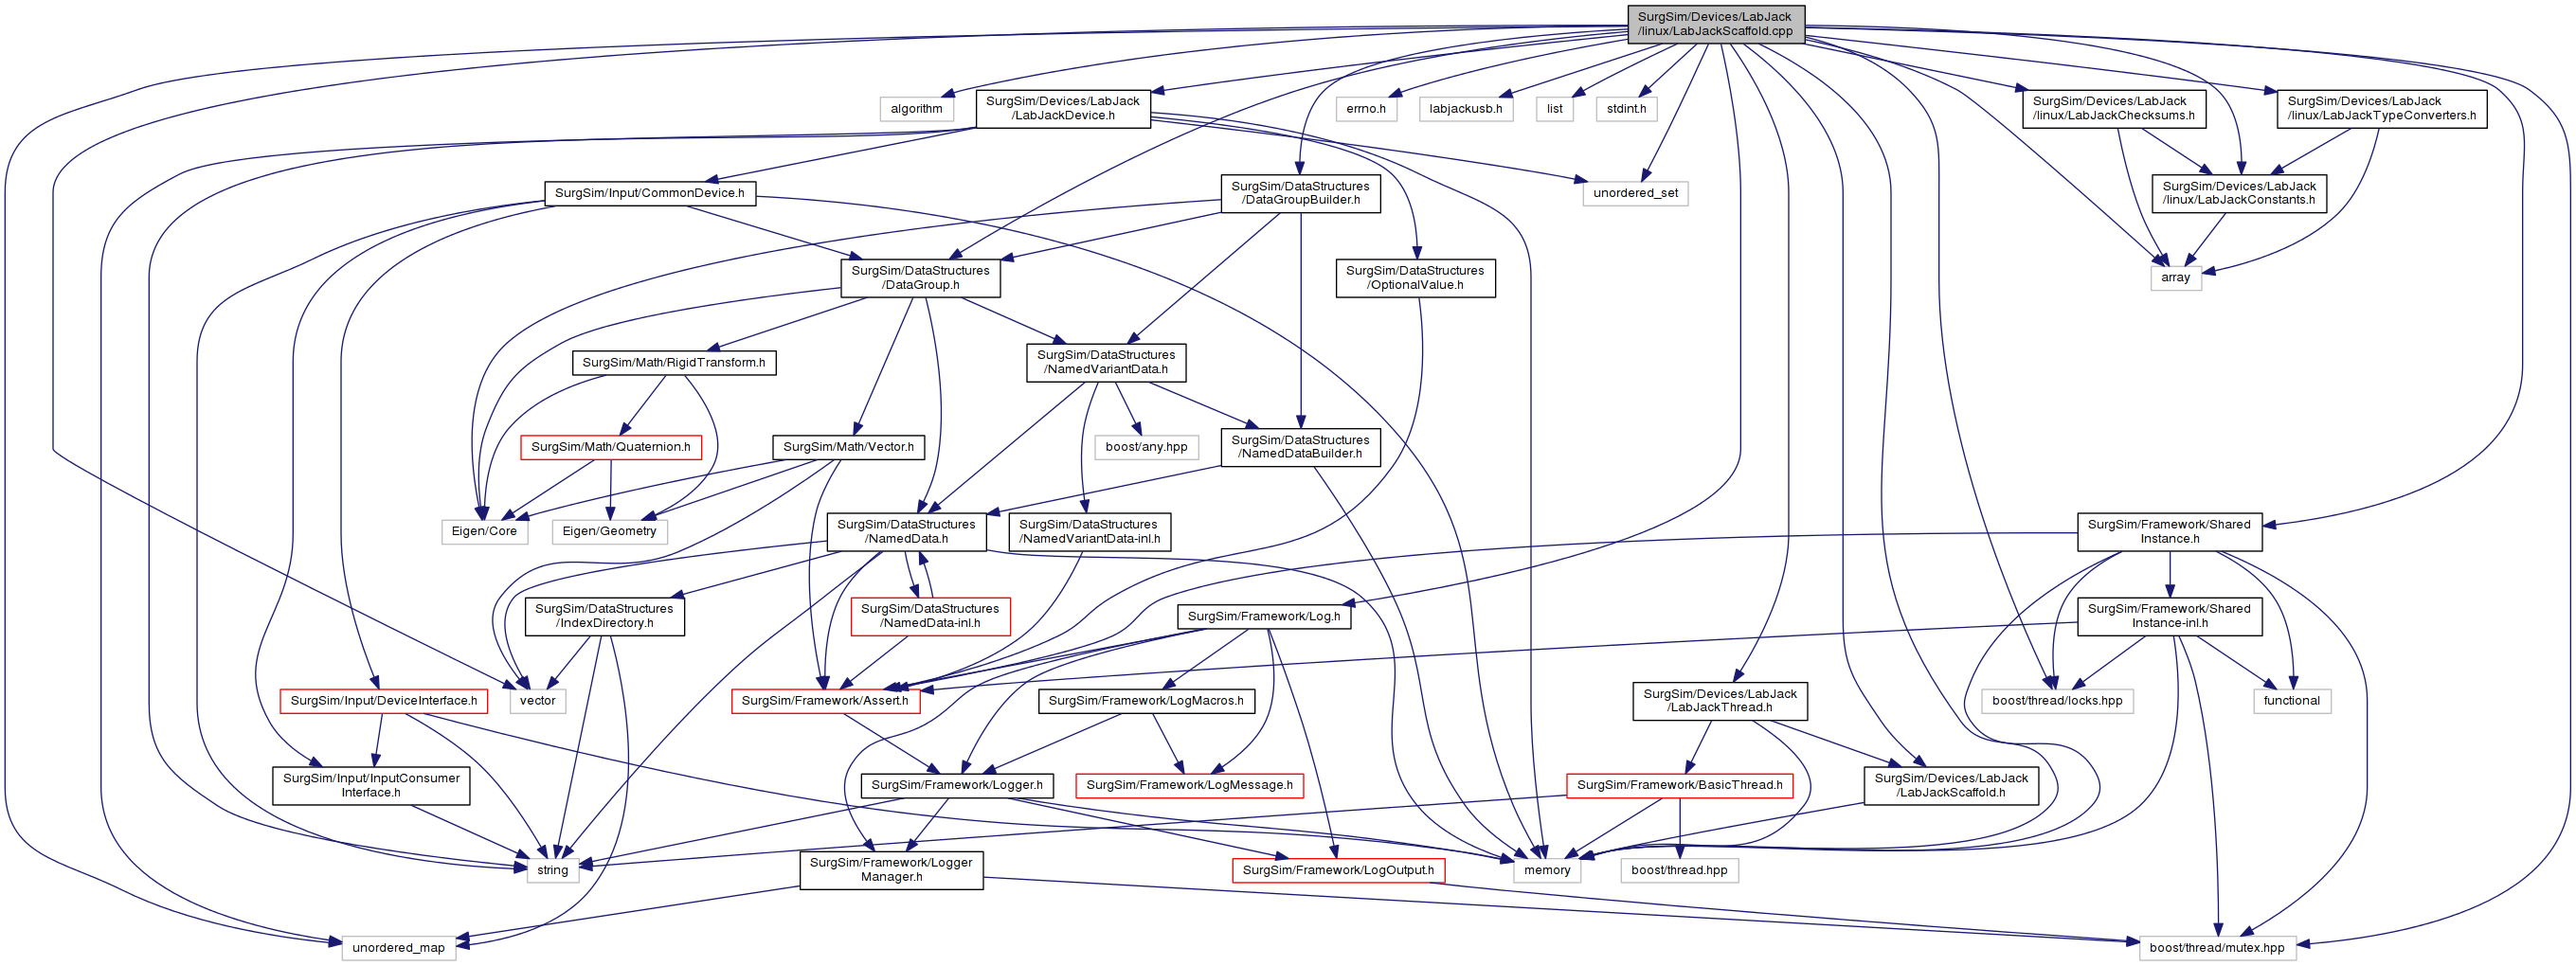 SurgSim/Devices/LabJack
/linux/LabJackScaffold.cpp
algorithm
SurgSim/Devices/LabJack
/LabJackDevice.h
errno.h
labjackusb.h
list
stdint.h
SurgSim/Devices/LabJack
/linux/LabJackChecksums.h
SurgSim/Devices/LabJack
/linux/LabJackTypeConverters.h
SurgSim/Input/CommonDevice.h
SurgSim/DataStructures
/DataGroupBuilder.h
unordered_set
SurgSim/Devices/LabJack
/linux/LabJackConstants.h
SurgSim/DataStructures
/DataGroup.h
SurgSim/DataStructures
/OptionalValue.h
array
SurgSim/Math/RigidTransform.h
SurgSim/DataStructures
/NamedVariantData.h
SurgSim/Math/Quaternion.h
SurgSim/Math/Vector.h
boost/any.hpp
SurgSim/DataStructures
/NamedDataBuilder.h
Eigen/Core
Eigen/Geometry
SurgSim/DataStructures
/NamedData.h
SurgSim/DataStructures
/NamedVariantData-inl.h
SurgSim/Framework/Shared
Instance.h
SurgSim/DataStructures
/IndexDirectory.h
SurgSim/DataStructures
/NamedData-inl.h
SurgSim/Framework/Log.h
SurgSim/Framework/Shared
Instance-inl.h
SurgSim/Input/DeviceInterface.h
vector
SurgSim/Framework/Assert.h
SurgSim/Framework/LogMacros.h
SurgSim/Devices/LabJack
/LabJackThread.h
boost/thread/locks.hpp
functional
SurgSim/Input/InputConsumer
Interface.h
SurgSim/Framework/Logger.h
SurgSim/Framework/LogMessage.h
SurgSim/Framework/BasicThread.h
SurgSim/Devices/LabJack
/LabJackScaffold.h
string
SurgSim/Framework/Logger
Manager.h
SurgSim/Framework/LogOutput.h
memory
boost/thread.hpp
unordered_map
boost/thread/mutex.hpp